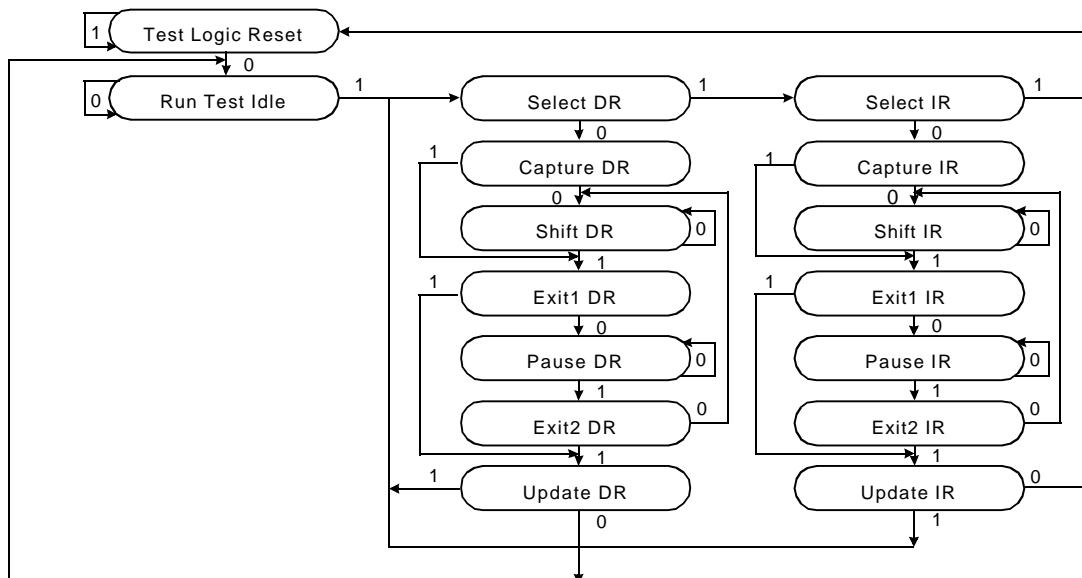 Test Logic Reset
1
0
Run Test Idle
0
1
Select DR
1
Select IR
1
0
0
1
Capture DR
1
Capture IR
0
0
Shift DR
0
Shift IR
0
1
1
1
Exit1 DR
1
Exit1 IR
0
0
Pause DR
0
Pause IR
0
1
1
Exit2 DR
0
Exit2 IR
0
1
1
1
Update DR
Update IR
0
0
1